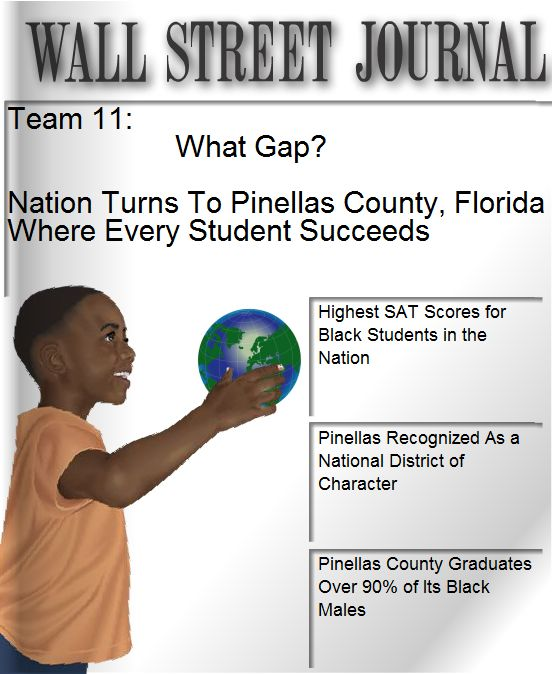 WALL STREET JOURNAL
Team 11:
What Gap?
Nation Turns To Pinellas County, Florida
Where Every Student Succeeds
Highest SAT Scores for
Black Students in the
Nation
Pinellas Recognized As a
National District of
Character
Pinellas County Graduates
Over 90% of Its Black
Males